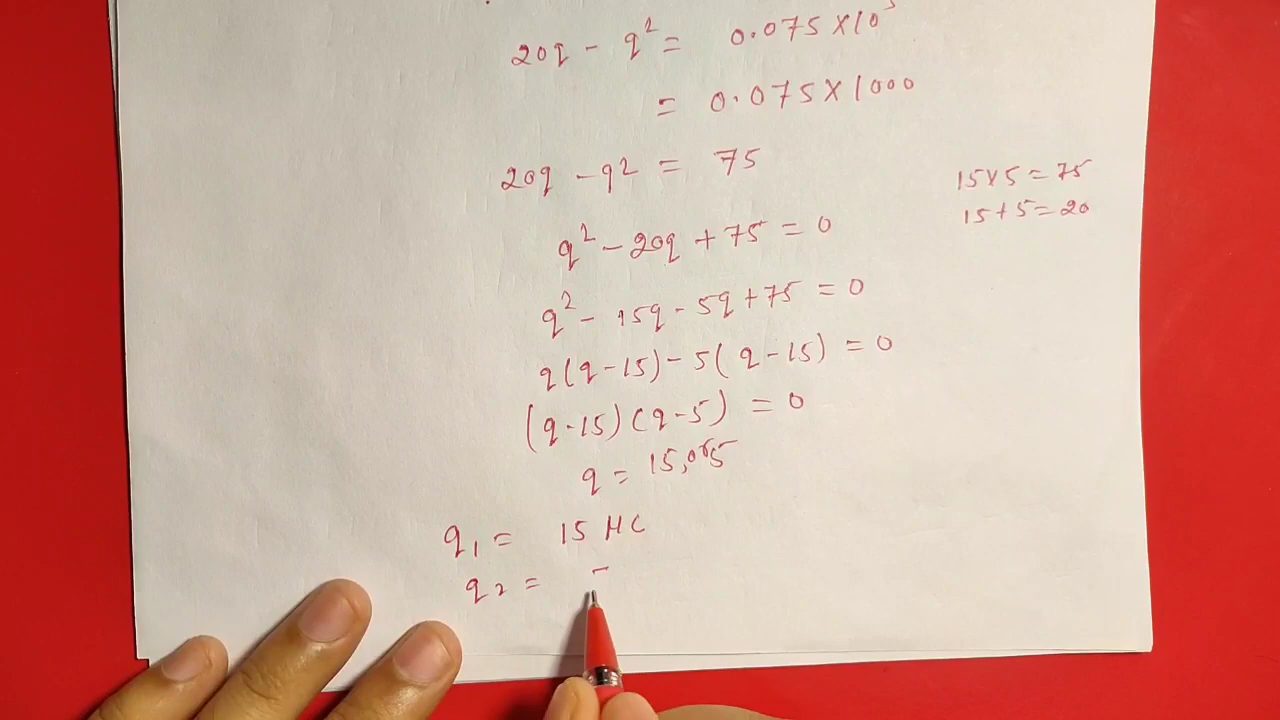 20q - q² = 0.075 × 10³
= 0.075 × 1000
20q - q2 = 75
15 × 5 = 75
15 + 5 = 20
q² - 20q + 75 = 0
q² - 15q - 5q + 75 = 0
q(q - 15) - 5(q - 15) = 0
(q - 15)(q - 5) = 0
q = 15, or 5
q₁ = 15 μC
q₂ =